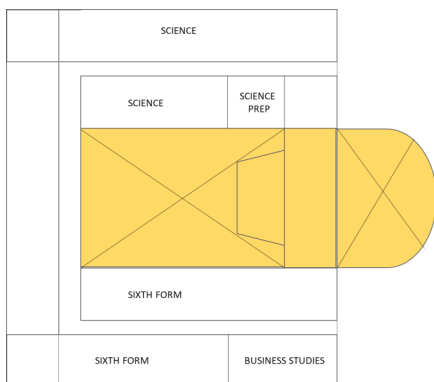 SCIENCE
SCIENCE
SCIENCE
PREP
SIXTH FORM
SIXTH FORM
BUSINESS STUDIES